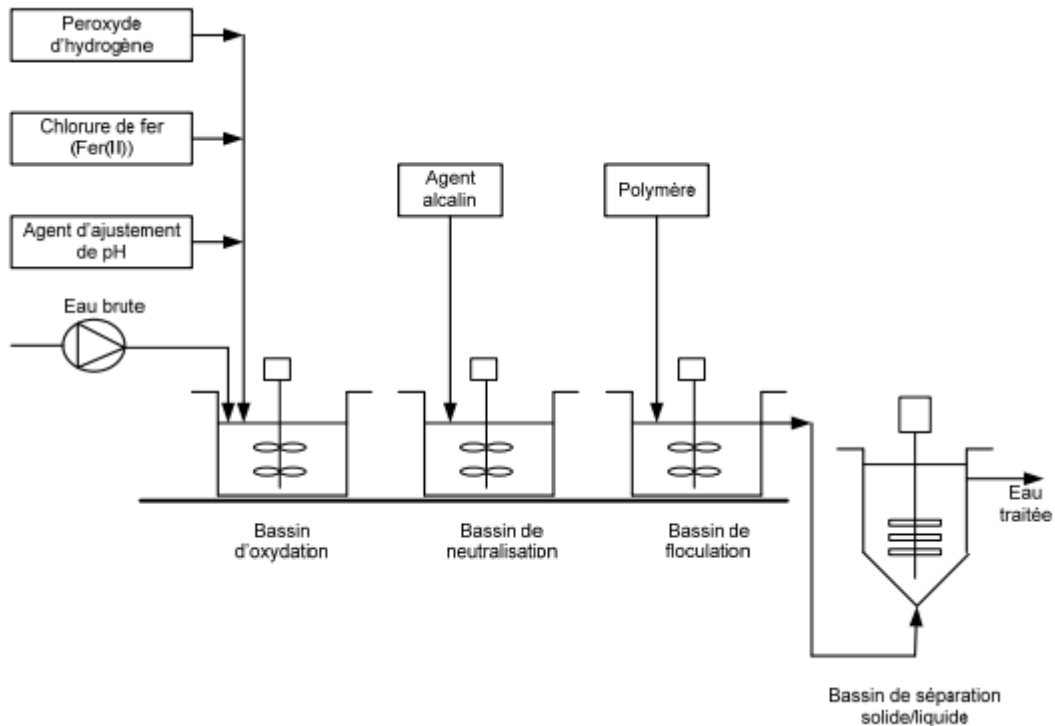 Peroxyde
d'hydrogène
Chlorure de fer
(Fer(II))
Agent d'ajustement
de pH
Eau brute
Agent
alcalin
Polymère
Bassin
d'oxydation
Bassin de
neutralisation
Bassin de
floculation
Eau
traitée
Bassin de séparation
solide/liquide